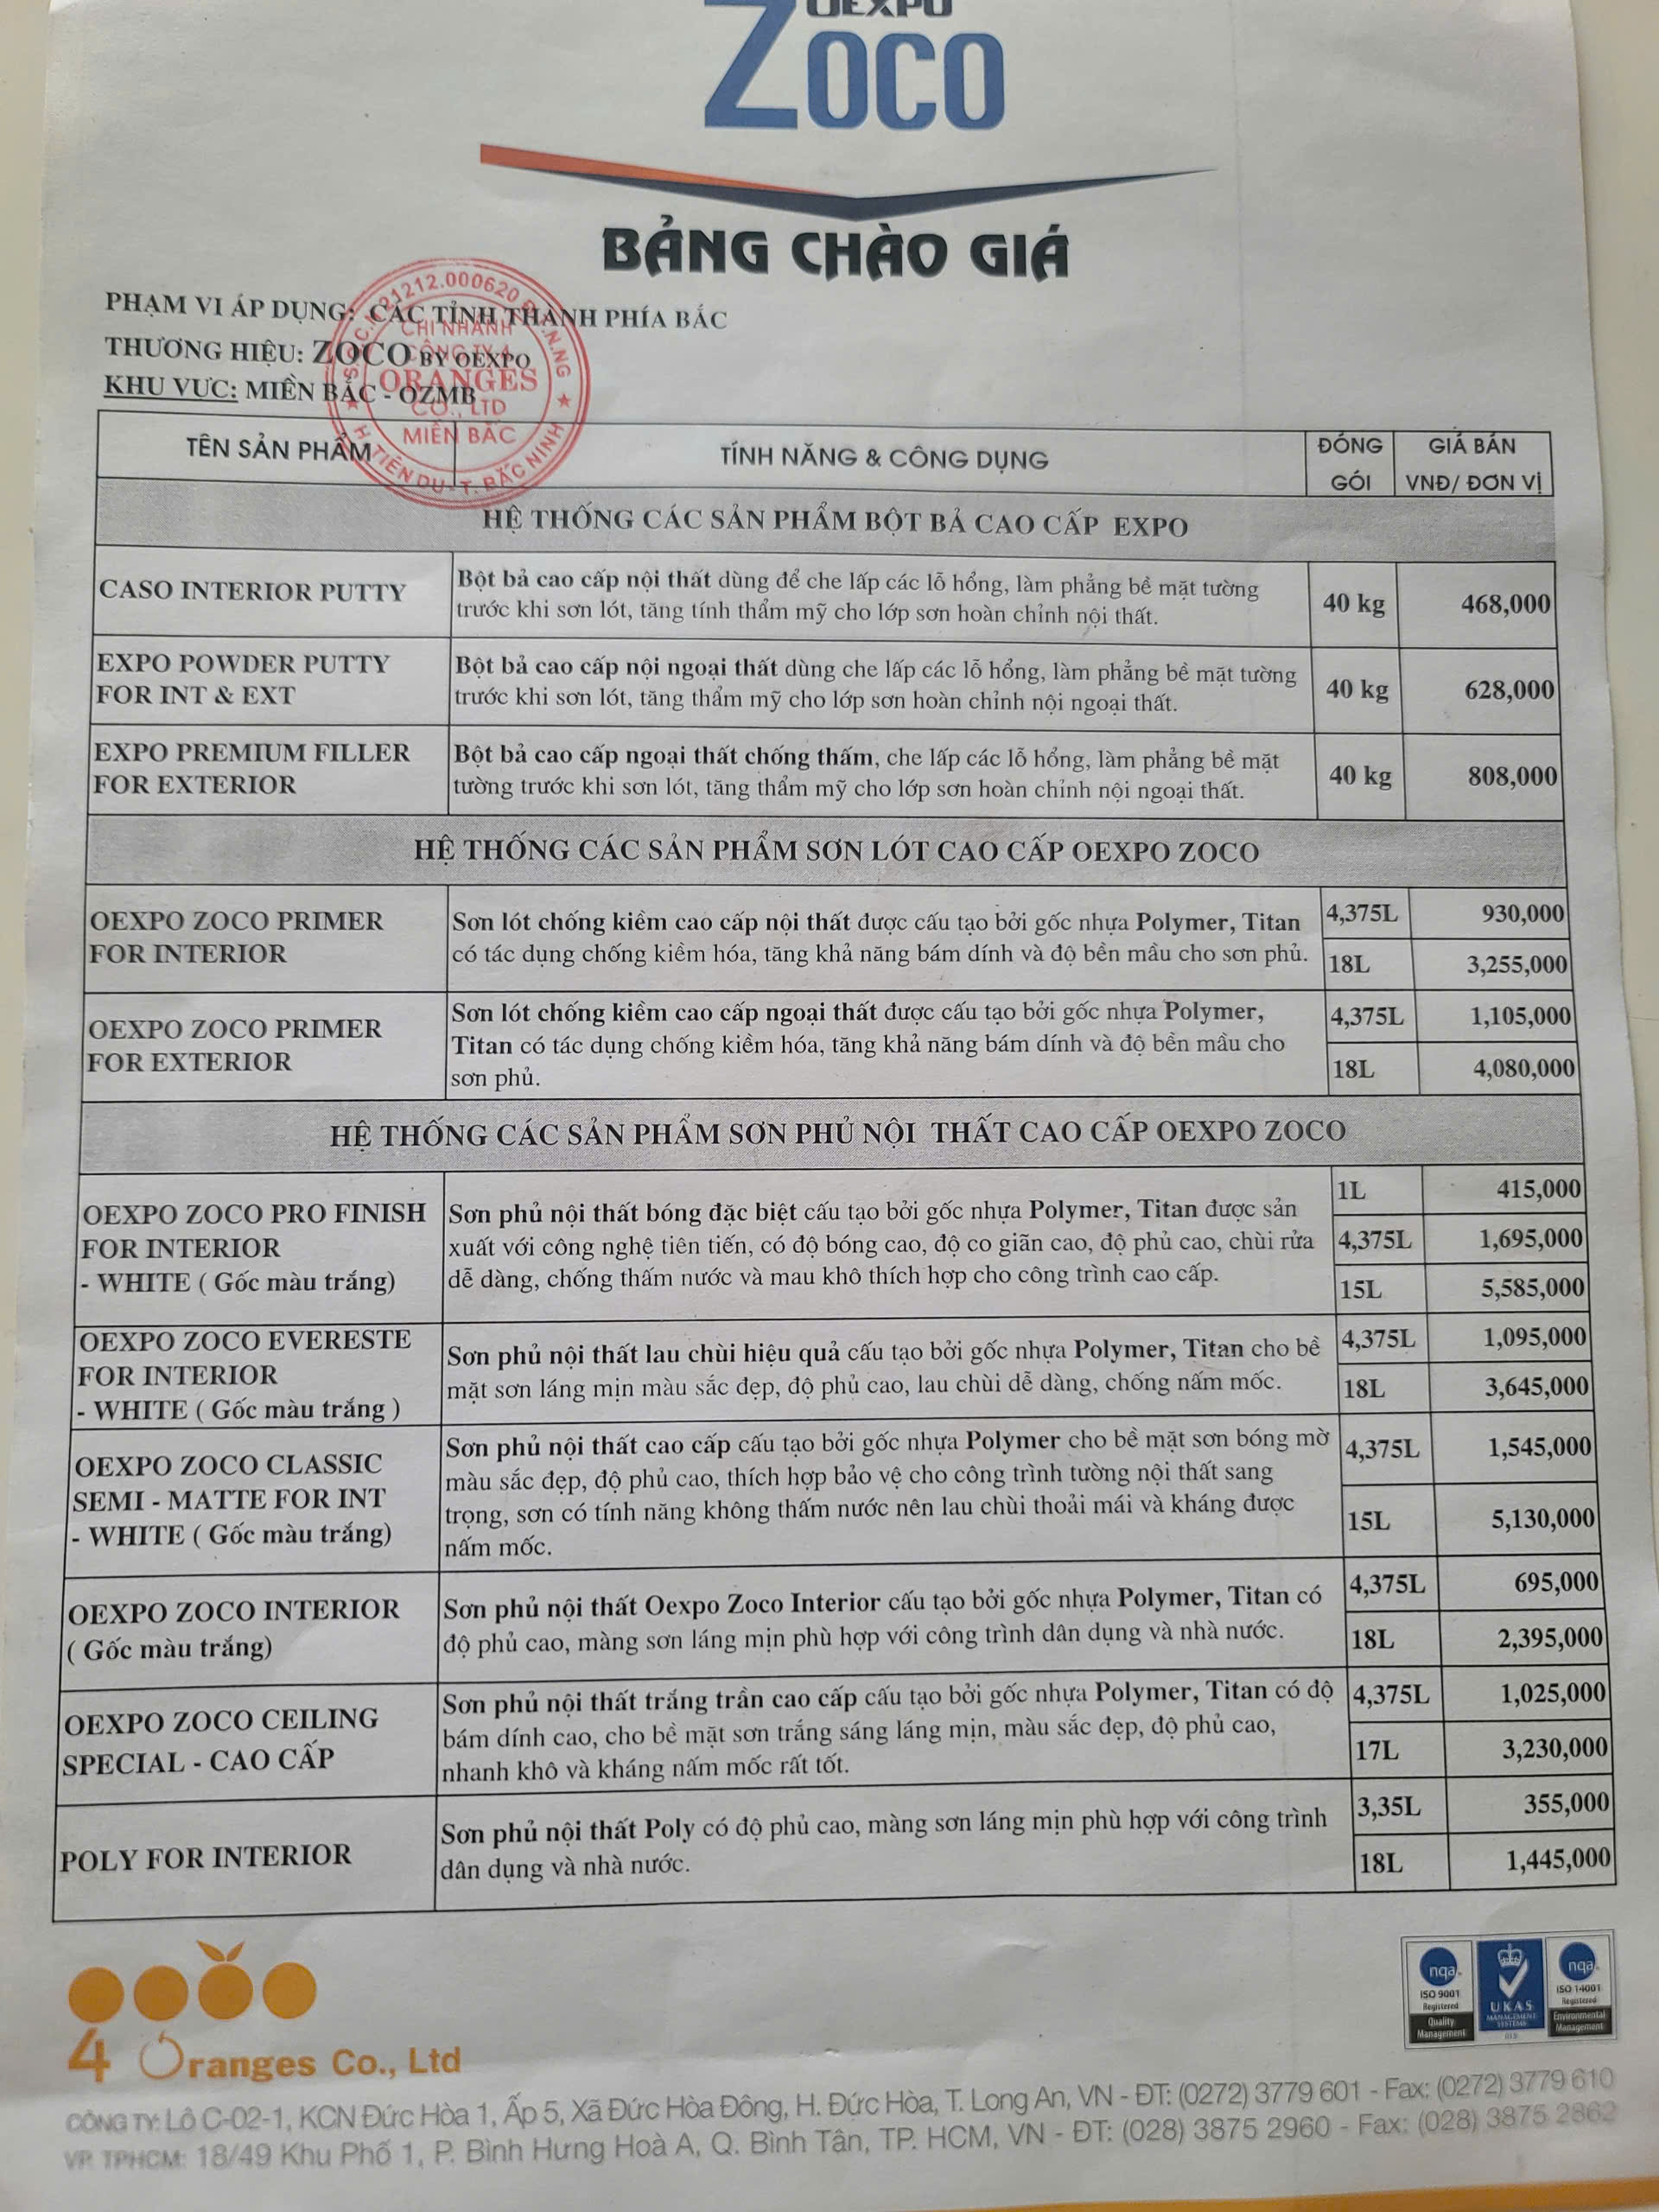 OEXPO
ZOCO
BẢNG CHÀO GIÁ
PHẠM VI ÁP DỤNG: CÁC TỈNH THÀNH PHÍA BẮC
THƯƠNG HIỆU: ZOCO BY OEXPO
KHU VỰC: MIỀN BẮC - OZMB
CHI NHÁNH
CÔNG TY 4
ORANGES
CO., LTD
MIỀN BẮC
H. TIÊN DU - T. BẮC NINH
TÊN SẢN PHẨM
TÍNH NĂNG & CÔNG DỤNG
ĐÓNG GÓI
GIÁ BÁN
VNĐ/ ĐƠN VỊ
HỆ THỐNG CÁC SẢN PHẨM BỘT BẢ CAO CẤP EXPO
CASO INTERIOR PUTTY
Bột bả cao cấp nội thất dùng để che lấp các lỗ hổng, làm phẳng bề mặt tường
trước khi sơn lót, tăng tính thẩm mỹ cho lớp sơn hoàn chỉnh nội thất.
40 kg
468,000
EXPO POWDER PUTTY
FOR INT & EXT
Bột bả cao cấp nội ngoại thất dùng che lấp các lỗ hổng, làm phẳng bề mặt tường
trước khi sơn lót, tăng thẩm mỹ cho lớp sơn hoàn chỉnh nội ngoại thất.
40 kg
628,000
EXPO PREMIUM FILLER
FOR EXTERIOR
Bột bả cao cấp ngoại thất chống thấm, che lấp các lỗ hổng, làm phẳng bề mặt
tường trước khi sơn lót, tăng thẩm mỹ cho lớp sơn hoàn chỉnh nội ngoại thất.
40 kg
808,000
HỆ THỐNG CÁC SẢN PHẨM SƠN LÓT CAO CẤP OEXPO ZOCO
OEXPO ZOCO PRIMER
FOR INTERIOR
Sơn lót chống kiềm cao cấp nội thất được cấu tạo bởi gốc nhựa Polymer, Titan
có tác dụng chống kiềm hóa, tăng khả năng bám dính và độ bền mầu cho sơn phủ.
4,375L 930,000
18L 3,255,000
OEXPO ZOCO PRIMER
FOR EXTERIOR
Sơn lót chống kiềm cao cấp ngoại thất được cấu tạo bởi gốc nhựa Polymer,
Titan có tác dụng chống kiềm hóa, tăng khả năng bám dính và độ bền mầu cho
sơn phủ.
4,375L 1,105,000
18L 4,080,000
HỆ THỐNG CÁC SẢN PHẨM SƠN PHỦ NỘI THẤT CAO CẤP OEXPO ZOCO
OEXPO ZOCO PRO FINISH
FOR INTERIOR
- WHITE ( Gốc màu trắng)
Sơn phủ nội thất bóng đặc biệt cấu tạo bởi gốc nhựa Polymer, Titan được sản
xuất với công nghệ tiên tiến, có độ bóng cao, độ co giãn cao, độ phủ cao, chùi rửa
dễ dàng, chống thấm nước và mau khô thích hợp cho công trình cao cấp.
1L 415,000
4,375L 1,695,000
15L 5,585,000
OEXPO ZOCO EVERESTE
FOR INTERIOR
- WHITE ( Gốc màu trắng )
Sơn phủ nội thất lau chùi hiệu quả cấu tạo bởi gốc nhựa Polymer, Titan cho bề
mặt sơn láng mịn màu sắc đẹp, độ phủ cao, lau chùi dễ dàng, chống nấm mốc.
4,375L 1,095,000
18L 3,645,000
OEXPO ZOCO CLASSIC
SEMI - MATTE FOR INT
- WHITE ( Gốc màu trắng)
Sơn phủ nội thất cao cấp cấu tạo bởi gốc nhựa Polymer cho bề mặt sơn bóng mờ
màu sắc đẹp, độ phủ cao, thích hợp bảo vệ cho công trình tường nội thất sang
trọng, sơn có tính năng không thấm nước nên lau chùi thoải mái và kháng được
nấm mốc.
4,375L 1,545,000
15L 5,130,000
OEXPO ZOCO INTERIOR
( Gốc màu trắng)
Sơn phủ nội thất Oexpo Zoco Interior cấu tạo bởi gốc nhựa Polymer, Titan có
độ phủ cao, màng sơn láng mịn phù hợp với công trình dân dụng và nhà nước.
4,375L 695,000
18L 2,395,000
OEXPO ZOCO CEILING
SPECIAL - CAO CẤP
Sơn phủ nội thất trắng trần cao cấp cấu tạo bởi gốc nhựa Polymer, Titan có độ
bám dính cao, cho bề mặt sơn trắng sáng láng mịn, màu sắc đẹp, độ phủ cao,
nhanh khô và kháng nấm mốc rất tốt.
4,375L 1,025,000
17L 3,230,000
POLY FOR INTERIOR
Sơn phủ nội thất Poly có độ phủ cao, màng sơn láng mịn phù hợp với công trình
dân dụng và nhà nước.
3,35L 355,000
18L 1,445,000
4 Oranges Co., Ltd
nqa.
ISO 9001
Registered
Quality
Management
UKAS
MANAGEMENT
SYSTEMS
nqa.
ISO 14001
Registered
Environmental
Management
CÔNG TY: Lô C-02-1, KCN Đức Hòa 1, Ấp 5, Xã Đức Hòa Đông, H. Đức Hòa, T. Long An, VN - ĐT: (0272) 3779 601 - Fax: (0272) 3779 610
VP. TPHCM: 18/49 Khu Phố 1, P. Bình Hưng Hoà A, Q. Bình Tân, TP. HCM, VN - ĐT: (028) 3875 2960 - Fax: (028) 3875 2862